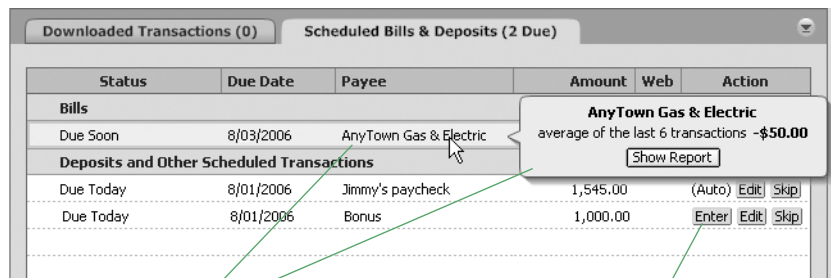 Downloaded Transactions (0) Scheduled Bills & Deposits (2 Due)
Status Due Date Payee Amount Web Action
Bills
Due Soon 8/03/2006 AnyTown Gas & Electric
AnyTown Gas & Electric
average of the last 6 transactions -$50.00
Show Report
Deposits and Other Scheduled Transactions
Due Today 8/01/2006 Jimmy's paycheck 1,545.00 (Auto) Edit Skip
Due Today 8/01/2006 Bonus 1,000.00 Enter Edit Skip